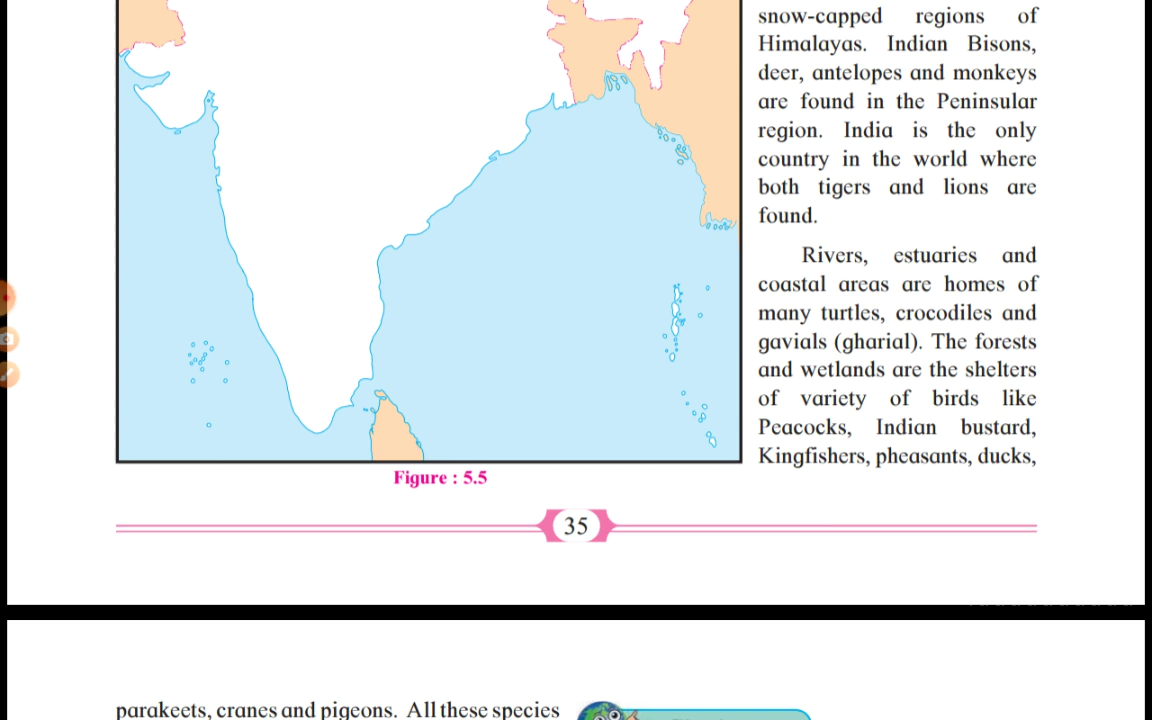 snow-capped regions of
Himalayas. Indian Bisons,
deer, antelopes and monkeys
are found in the Peninsular
region. India is the only
country in the world where
both tigers and lions are
found.
Rivers, estuaries and
coastal areas are homes of
many turtles, crocodiles and
gavials (gharial). The forests
and wetlands are the shelters
of variety of birds like
Peacocks, Indian bustard,
Kingfishers, pheasants, ducks,
Figure : 5.5
35
parakeets, cranes and pigeons. All these species